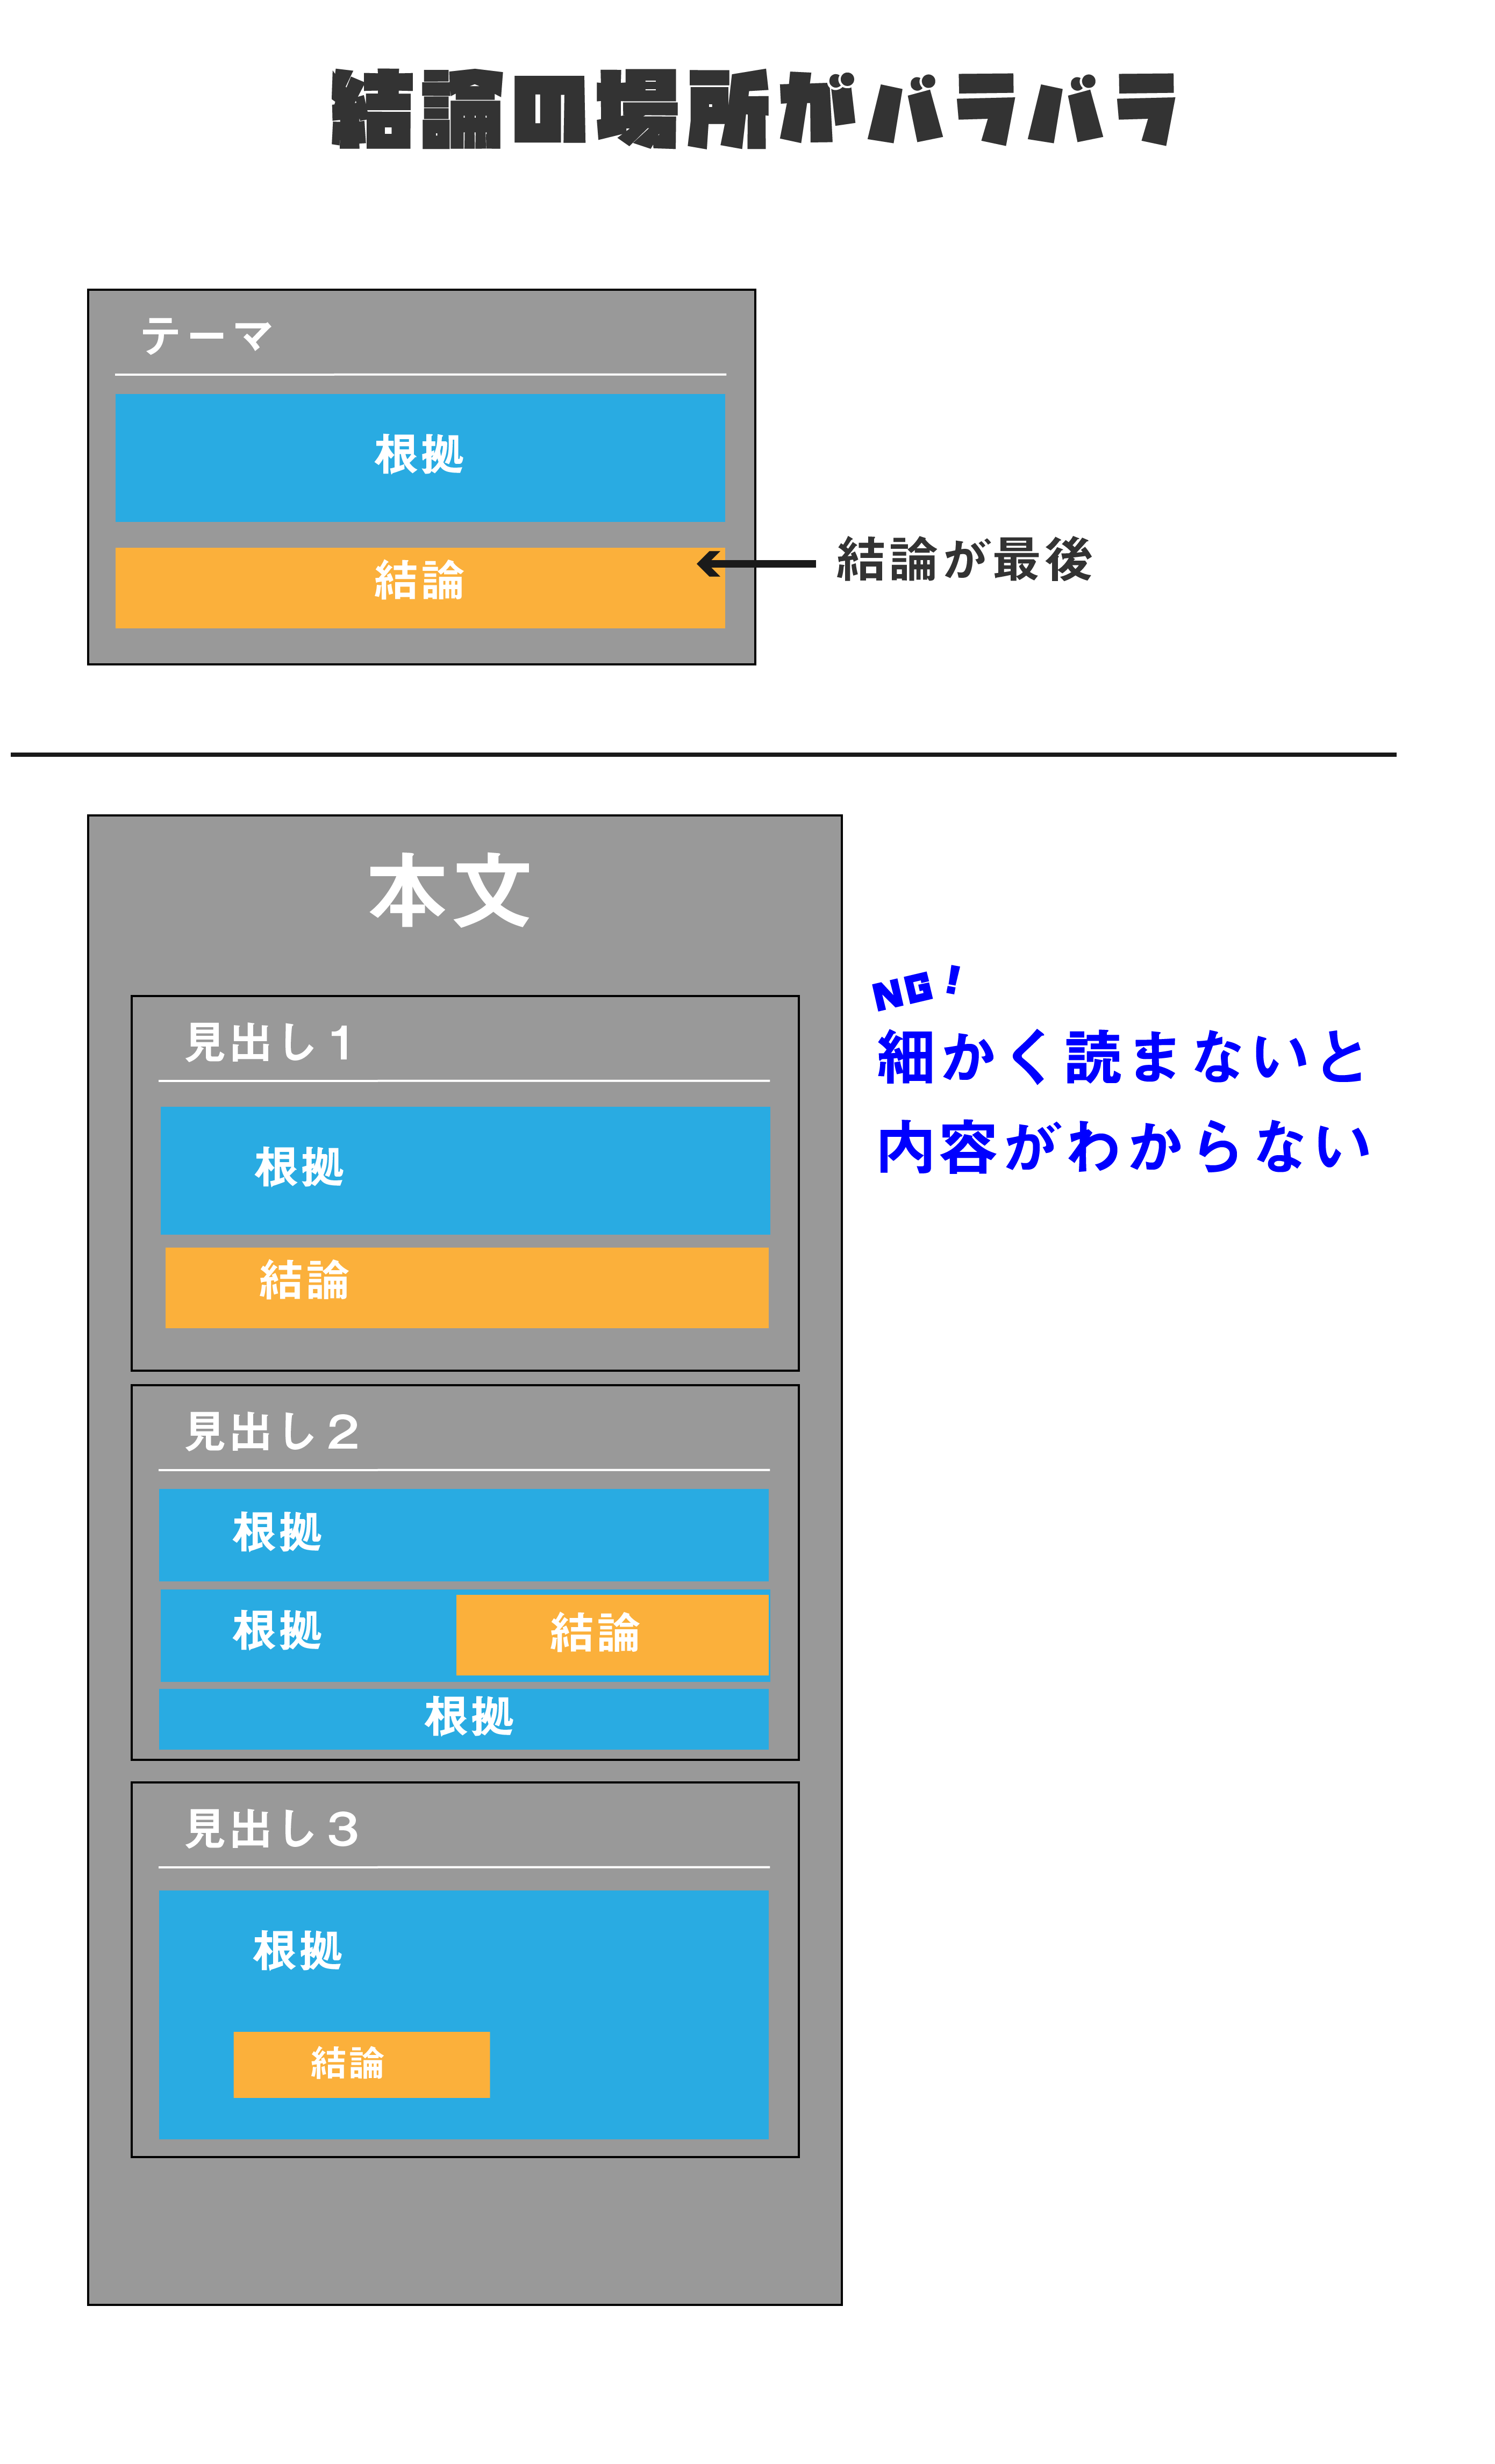 結論の場所がバラバラ
テーマ
根拠
結論
結論が最後
本文
NG!
細かく読まないと
内容がわからない
見出し1
根拠
結論
見出し2
根拠
根拠
結論
根拠
見出し3
根拠
結論